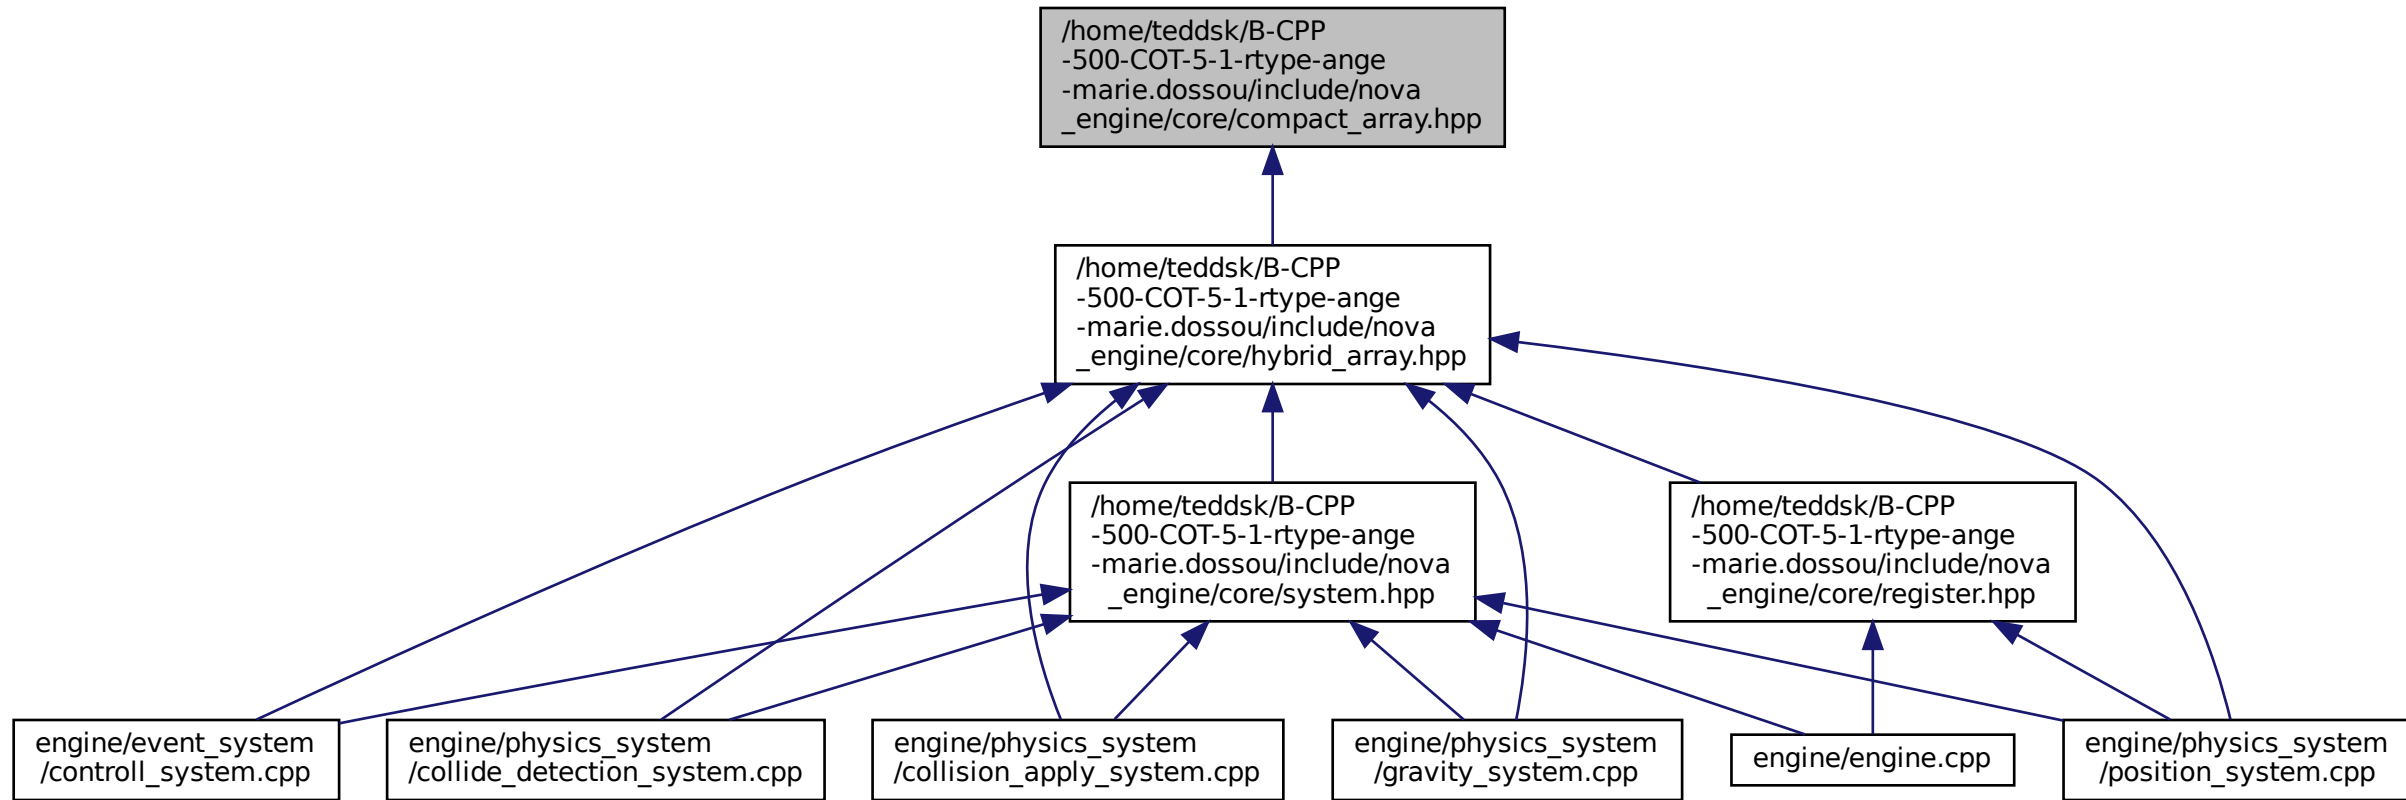 /home/teddsk/B-CPP
-500-COT-5-1-rtype-ange
-marie.dossou/include/nova
_engine/core/compact_array.hpp
/home/teddsk/B-CPP
-500-COT-5-1-rtype-ange
-marie.dossou/include/nova
_engine/core/hybrid_array.hpp
/home/teddsk/B-CPP
-500-COT-5-1-rtype-ange
-marie.dossou/include/nova
_engine/core/system.hpp
/home/teddsk/B-CPP
-500-COT-5-1-rtype-ange
-marie.dossou/include/nova
_engine/core/register.hpp
engine/event_system
/controll_system.cpp
engine/physics_system
/collide_detection_system.cpp
engine/physics_system
/collision_apply_system.cpp
engine/physics_system
/gravity_system.cpp
engine/engine.cpp
engine/physics_system
/position_system.cpp